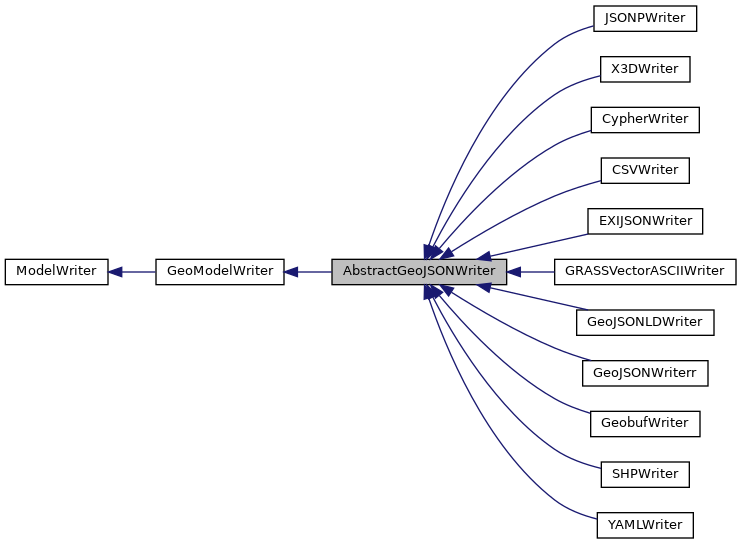 JSONPWriter
X3DWriter
CypherWriter
CSVWriter
EXIJSONWriter
ModelWriter
GeoModelWriter
AbstractGeoJSONWriter
GRASSVectorASCIIWriter
GeoJSONLDWriter
GeoJSONWriterr
GeobufWriter
SHPWriter
YAMLWriter